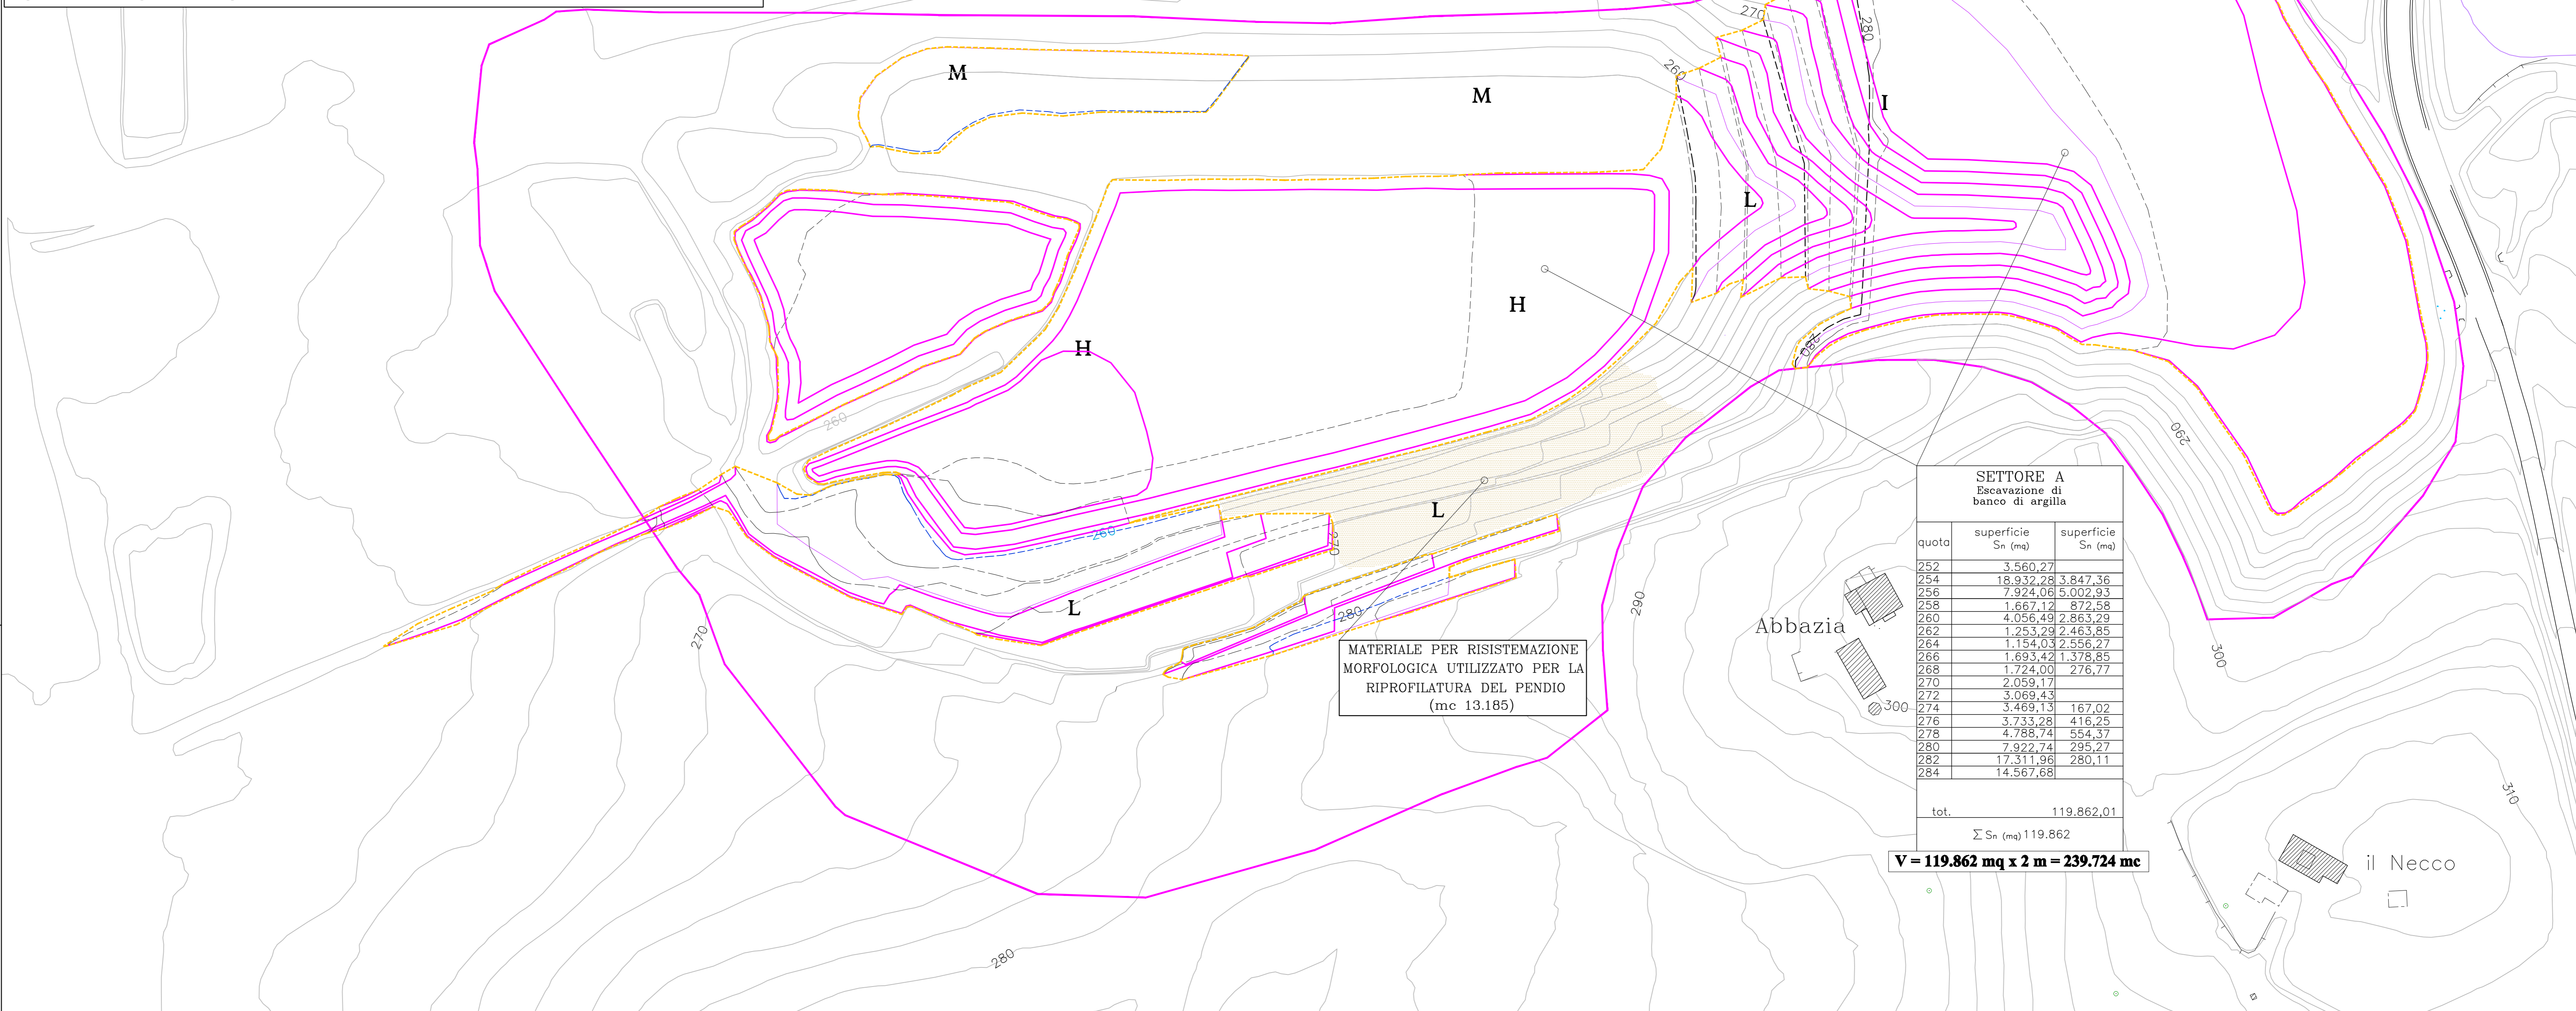 270
280
260
M
M
I
L
H
H
280
260
290
260
270
L
L
280
290
270
300
280
310
Abbazia
300
il Necco
MATERIALE PER RISISTEMAZIONE
MORFOLOGICA UTILIZZATO PER LA
RIPROFILATURA DEL PENDIO
(mc 13.185)
SETTORE A
Escavazione di
banco di argilla
quota superficie Sn (mq) superficie Sn (mq)
252 3.560,27
254 18.932,28 3.847,36
256 7.924,06 5.002,93
258 1.667,12 872,58
260 4.056,49 2.863,29
262 1.253,29 2.463,85
264 1.154,03 2.556,27
266 1.693,42 1.378,85
268 1.724,00 276,77
270 2.059,17
272 3.069,43
274 3.469,13 167,02
276 3.733,28 416,25
278 4.788,74 554,37
280 7.922,74 295,27
282 17.311,96 280,11
284 14.567,68
tot. 119.862,01
∑ Sn (mq) 119.862
V = 119.862 mq x 2 m = 239.724 mc